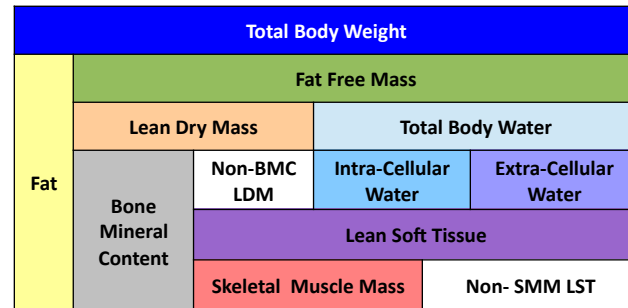 Total Body Weight
Fat Free Mass
Lean Dry Mass
Total Body Water
Fat
Bone
Mineral
Content
Non-BMC
LDM
Intra-Cellular
Water
Extra-Cellular
Water
Lean Soft Tissue
Skeletal Muscle Mass
Non- SMM LST